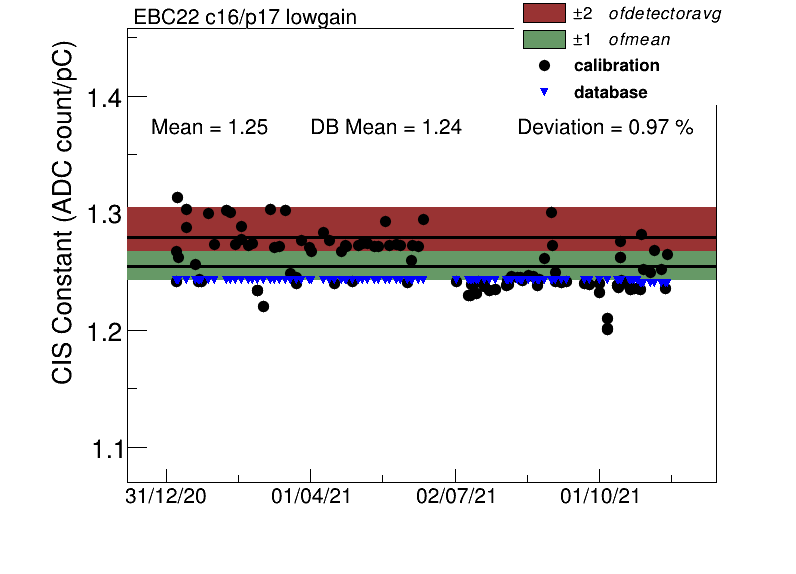 EBC22 c16/p17 lowgain
±2 ofdetectoravg
±1 ofmean
calibration
database
Mean = 1.25 DB Mean = 1.24 Deviation = 0.97 %
CIS Constant (ADC count/pC)
1.4
1.3
1.2
1.1
31/12/20 01/04/21 02/07/21 01/10/21